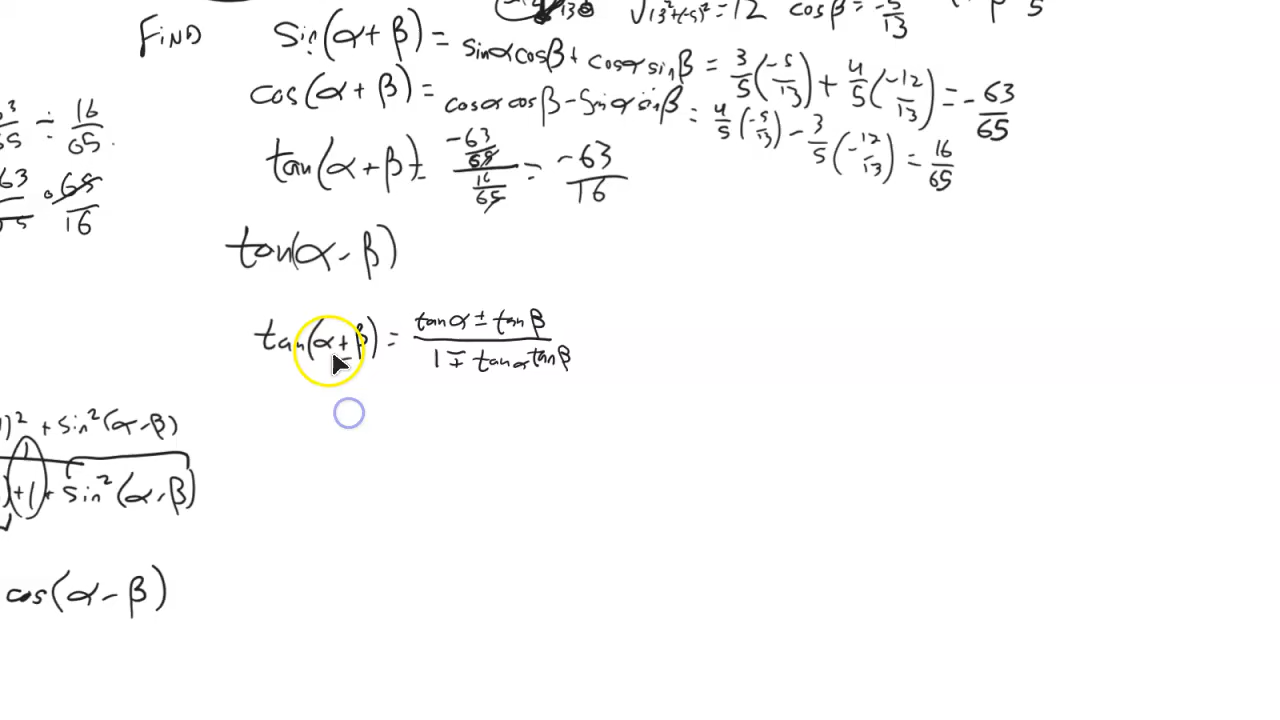 √13²+(-5)² = 12 cos β = -5/13
FIND sin(α+β) = sinα cosβ + cosα sinβ = 3/5(-5/13) + 4/5(-12/13) = -63/65
cos(α+β) = cosα cosβ - sinα sinβ = 4/5(-5/13) - 3/5(-12/13) = 16/65
tan(α+β) = (-63/65)/(16/65) = -63/16
÷ 16/65
· 65/16
tan(α-β)
tan(α±β) = (tanα ± tanβ)/(1 ∓ tanα tanβ)
)² + sin²(α-β)
+1+ sin²(α-β)
cos(α-β)